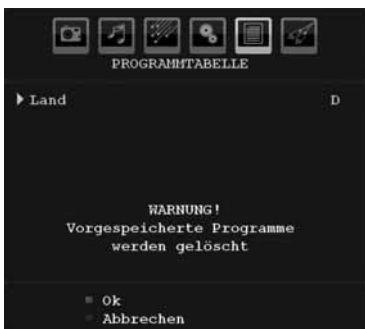 PROGRAMMTABELLE
Land D
WARNUNG!
Vorgespeicherte Programme
werden gelöscht
Ok
Abbrechen